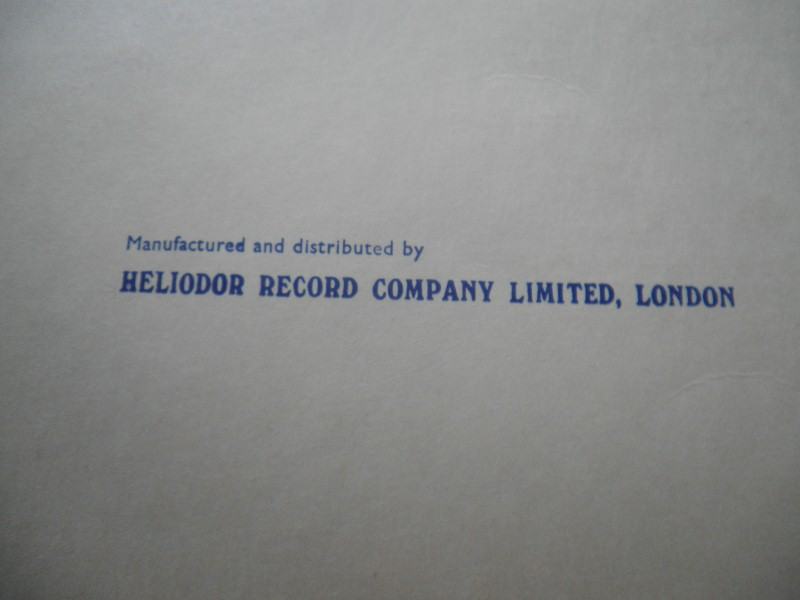 Manufactured and distributed by
HELIODOR RECORD COMPANY LIMITED, LONDON